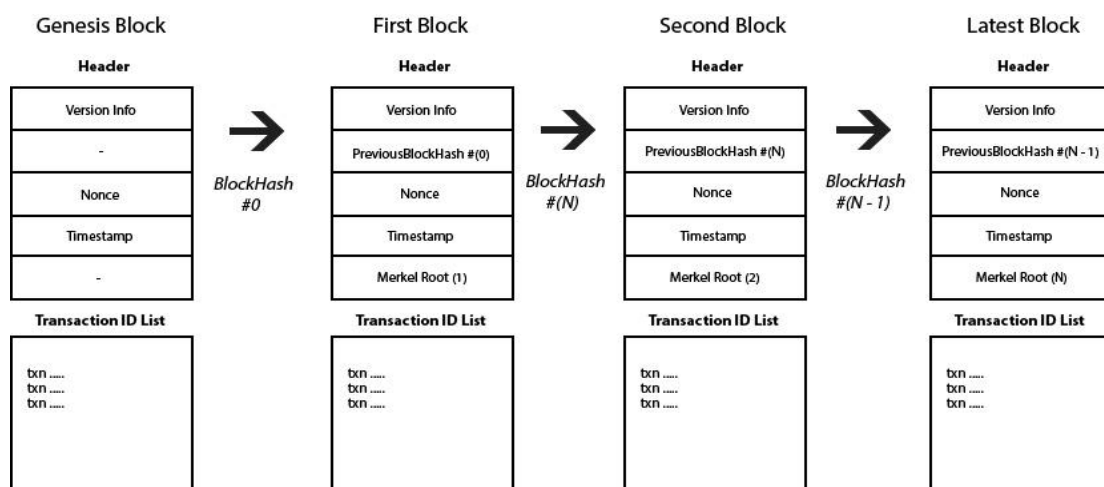 Genesis Block
First Block
Second Block
Latest Block
Header
Header
Header
Header
Version Info
Version Info
Version Info
Version Info
-
PreviousBlockHash #(0)
PreviousBlockHash #(N)
PreviousBlockHash #(N - 1)
BlockHash
#0
BlockHash
#(N)
BlockHash
#(N - 1)
Nonce
Nonce
Nonce
Nonce
Timestamp
Timestamp
Timestamp
Timestamp
-
Merkel Root (1)
Merkel Root (2)
Merkel Root (N)
Transaction ID List
Transaction ID List
Transaction ID List
Transaction ID List
txn .....
txn .....
txn .....
txn .....
txn .....
txn .....
txn .....
txn .....
txn .....
txn .....
txn .....
txn .....